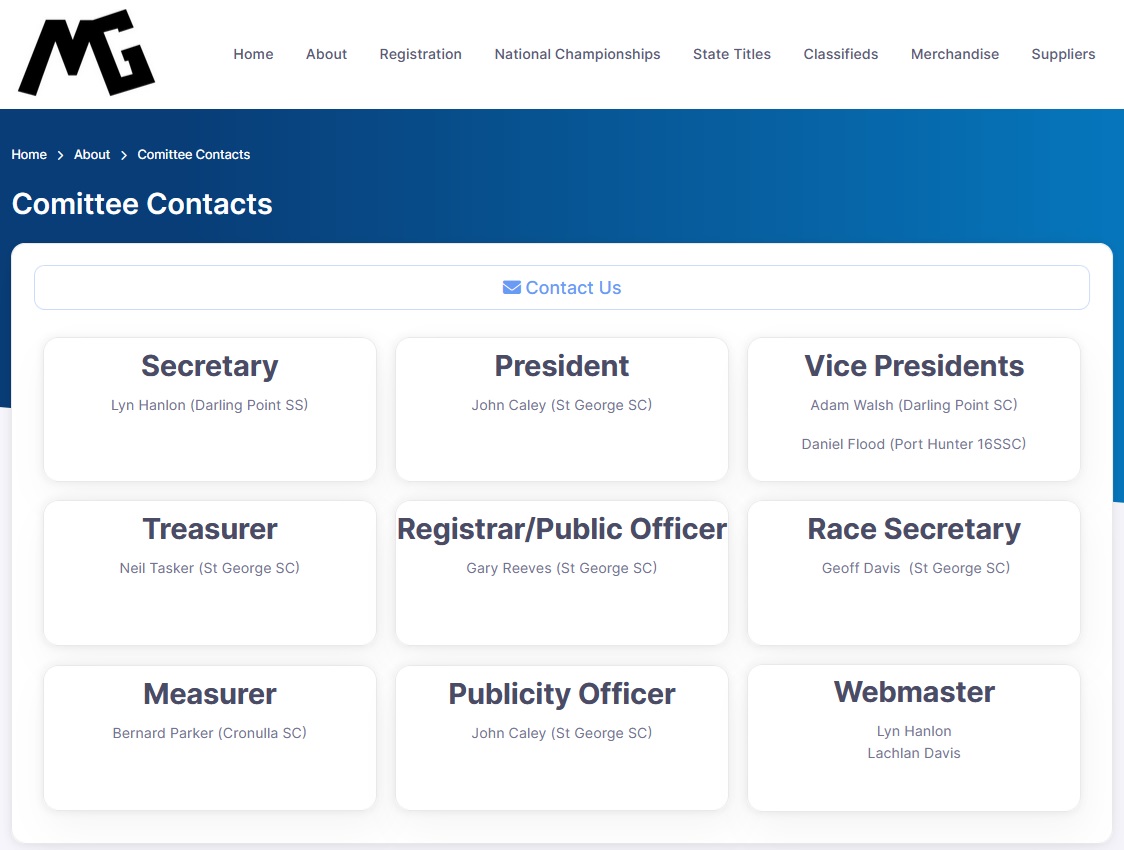 MG
Home About Registration National Championships State Titles Classifieds Merchandise Suppliers
Home > About > Comittee Contacts
Comittee Contacts
Contact Us
Secretary
Lyn Hanlon (Darling Point SS)
President
John Caley (St George SC)
Vice Presidents
Adam Walsh (Darling Point SC)
Daniel Flood (Port Hunter 16SSC)
Treasurer
Neil Tasker (St George SC)
Registrar/Public Officer
Gary Reeves (St George SC)
Race Secretary
Geoff Davis  (St George SC)
Measurer
Bernard Parker (Cronulla SC)
Publicity Officer
John Caley (St George SC)
Webmaster
Lyn Hanlon
Lachlan Davis